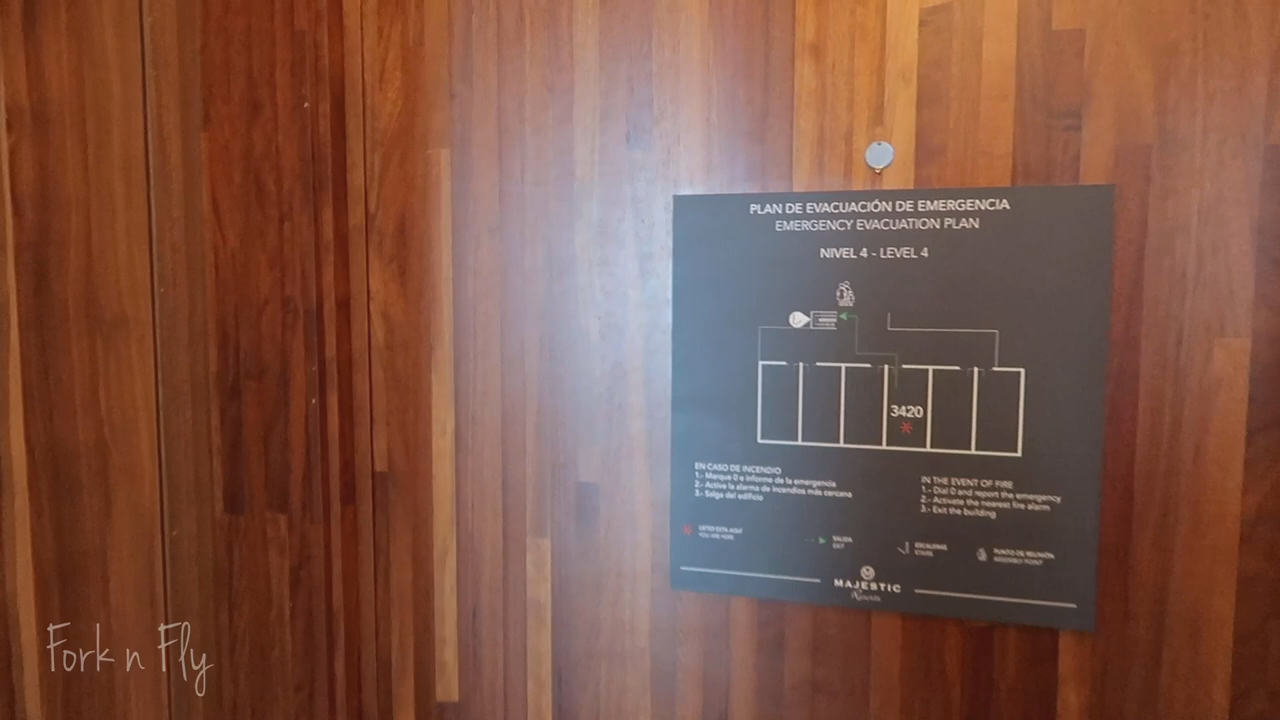 PLAN DE EVACUACIÓN DE EMERGENCIA
EMERGENCY EVACUATION PLAN
NIVEL 4 - LEVEL 4
3420
EN CASO DE INCENDIO
1.- Marque 0 e informe de la emergencia
2.- Active la alarma de incendios más cercana
3.- Salga del edificio
IN THE EVENT OF FIRE
1.- Dial 0 and report the emergency
2.- Activate the nearest fire alarm
3.- Exit the building
USTED ESTA AQUÍ
YOU ARE HERE
SALIDA
EXIT
ESCALERAS
STAIRS
PUNTO DE REUNIÓN
MAJESTIC
Resorts
Fork n Fly